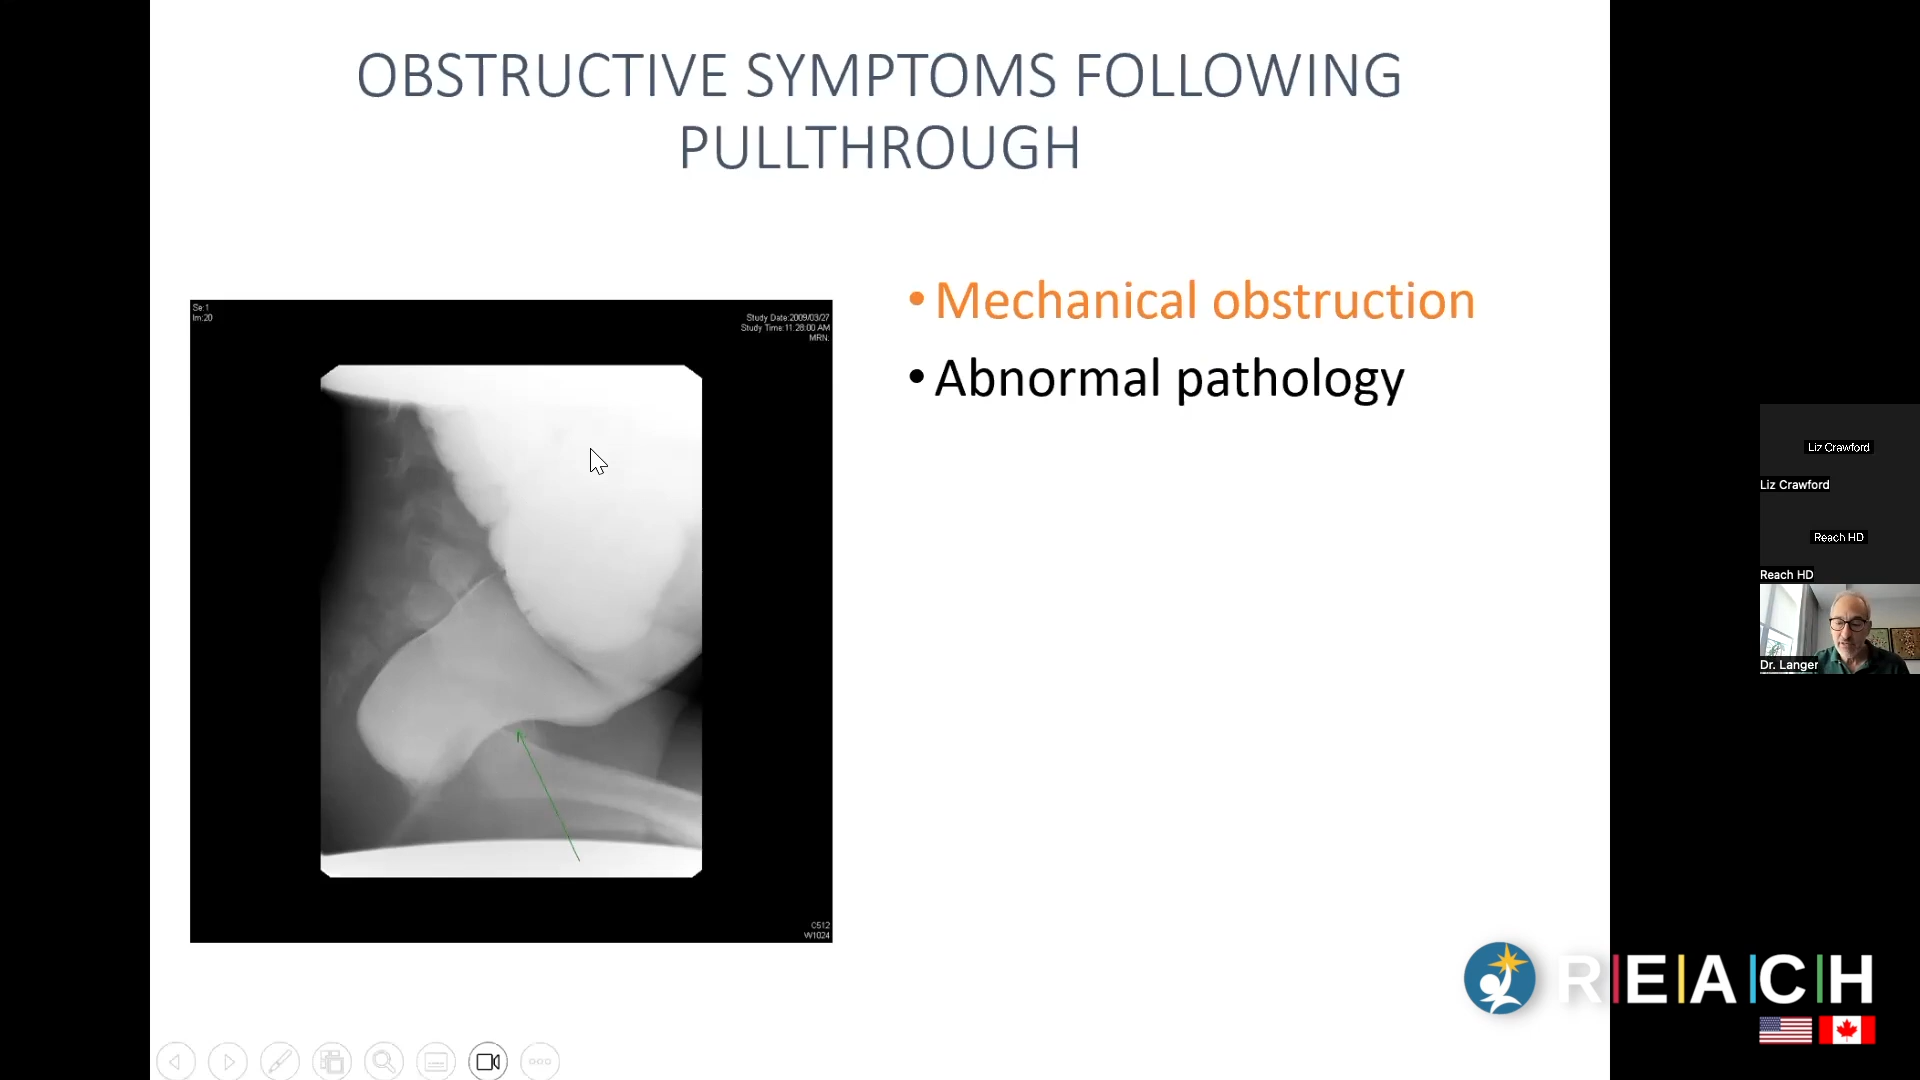 OBSTRUCTIVE SYMPTOMS FOLLOWING
PULLTHROUGH
• Mechanical obstruction
• Abnormal pathology
Se:1
Im:20
Study Date:2009/03/27
Study Time:11:28:00 AM
MRN:
C512
W1024
Liz Crawford
Liz Crawford
Reach HD
Reach HD
Dr. Langer
R|E|A|C|H